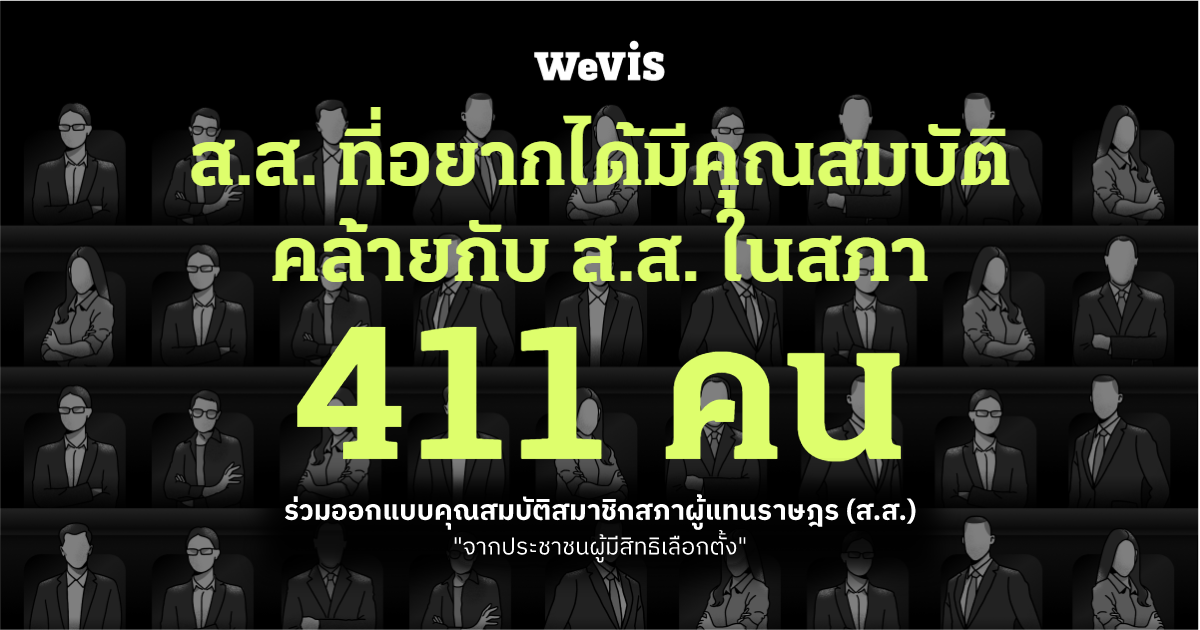 WeVIS
ส.ส. ที่อยากได้มีคุณสมบัติ
คล้ายกับ ส.ส. ในสภา
411 คน
ร่วมออกแบบคุณสมบัติสมาชิกสภาผู้แทนราษฎร (ส.ส.)
"จากประชาชนผู้มีสิทธิเลือกตั้ง"